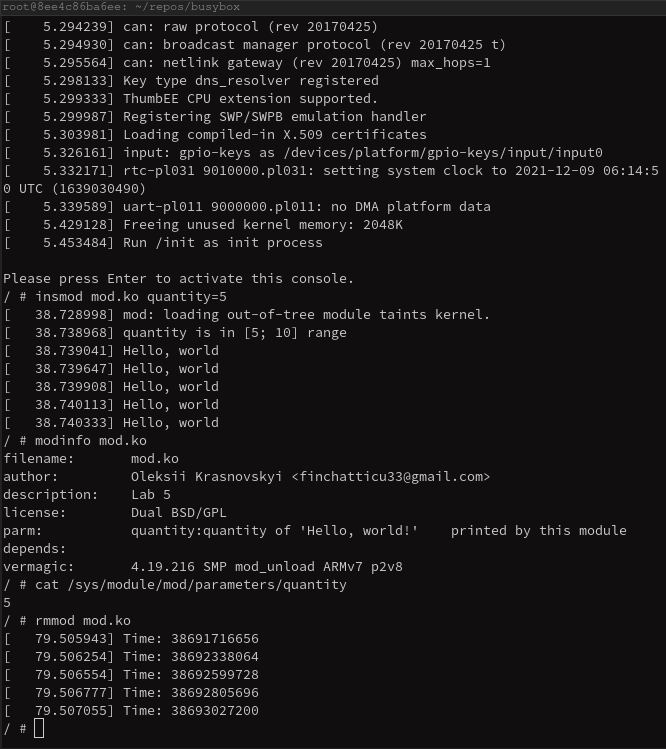 root@8ee4c86ba6ee: ~/repos/busybox
[    5.294239] can: raw protocol (rev 20170425)
[    5.294930] can: broadcast manager protocol (rev 20170425 t)
[    5.295564] can: netlink gateway (rev 20170425) max_hops=1
[    5.298133] Key type dns_resolver registered
[    5.299333] ThumbEE CPU extension supported.
[    5.299987] Registering SWP/SWPB emulation handler
[    5.303981] Loading compiled-in X.509 certificates
[    5.326161] input: gpio-keys as /devices/platform/gpio-keys/input/input0
[    5.332171] rtc-pl031 9010000.pl031: setting system clock to 2021-12-09 06:14:5
0 UTC (1639030490)
[    5.339589] uart-pl011 9000000.pl011: no DMA platform data
[    5.429128] Freeing unused kernel memory: 2048K
[    5.453484] Run /init as init process
Please press Enter to activate this console.
/ # insmod mod.ko quantity=5
[   38.728998] mod: loading out-of-tree module taints kernel.
[   38.738968] quantity is in [5; 10] range
[   38.739041] Hello, world
[   38.739647] Hello, world
[   38.739908] Hello, world
[   38.740113] Hello, world
[   38.740333] Hello, world
/ # modinfo mod.ko
filename:       mod.ko
author:         Oleksii Krasnovskyi <finchatticu33@gmail.com>
description:    Lab 5
license:        Dual BSD/GPL
parm:           quantity:quantity of 'Hello, world!'    printed by this module
depends:
vermagic:       4.19.216 SMP mod_unload ARMv7 p2v8
/ # cat /sys/module/mod/parameters/quantity
5
/ # rmmod mod.ko
[   79.505943] Time: 38691716656
[   79.506254] Time: 38692338064
[   79.506554] Time: 38692599728
[   79.506777] Time: 38692805696
[   79.507055] Time: 38693027200
/ #